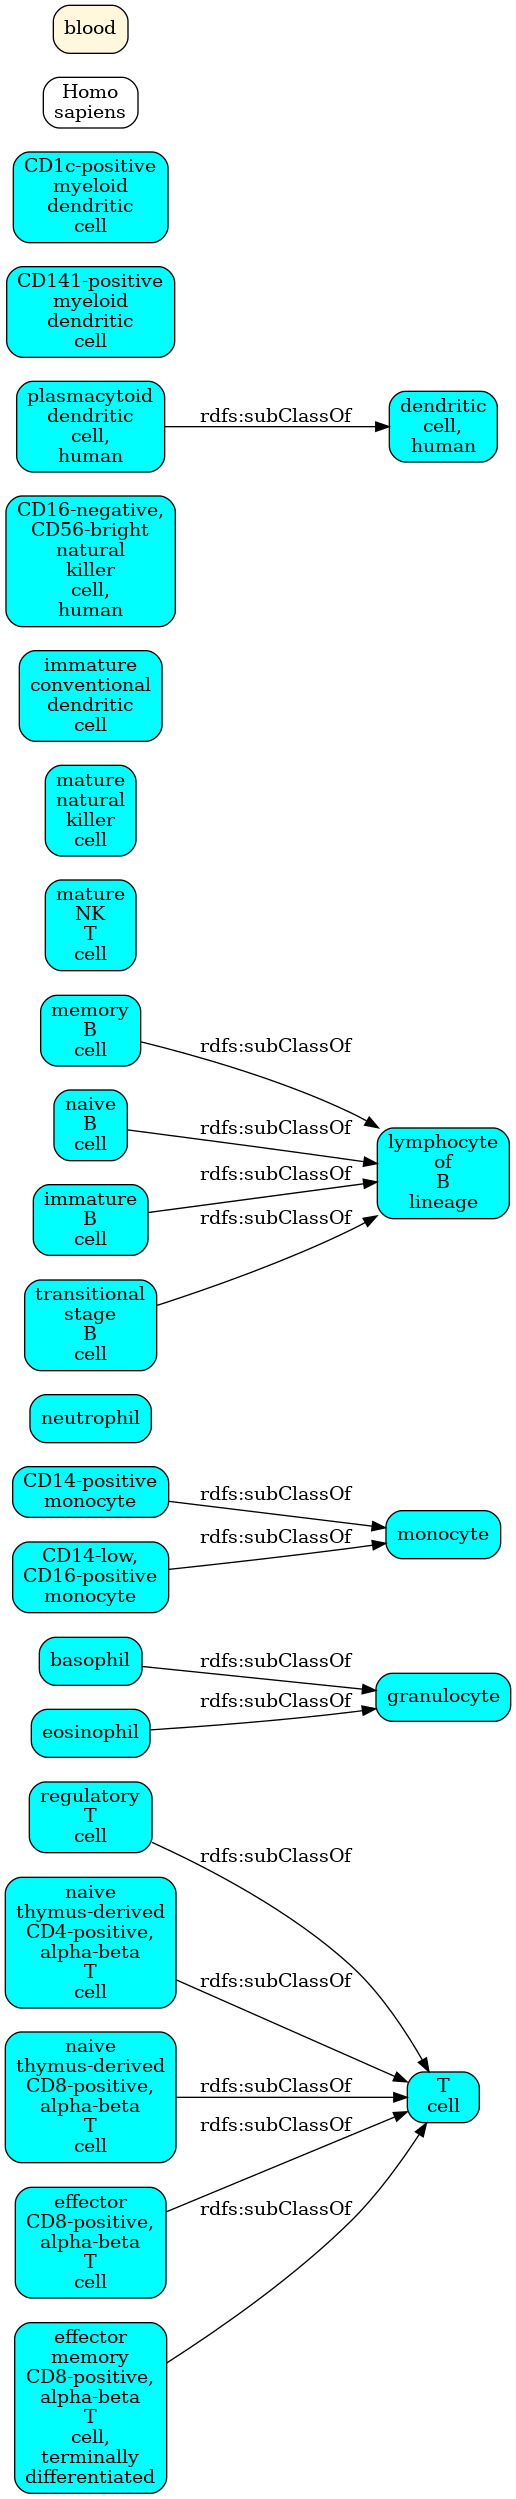 blood
Homo
sapiens
CD1c-positive
myeloid
dendritic
cell
CD141-positive
myeloid
dendritic
cell
plasmacytoid
dendritic
cell,
human
rdfs:subClassOf
dendritic
cell,
human
CD16-negative,
CD56-bright
natural
killer
cell,
human
immature
conventional
dendritic
cell
mature
natural
killer
cell
mature
NK
T
cell
memory
B
cell
rdfs:subClassOf
naive
B
cell
rdfs:subClassOf
immature
B
cell
rdfs:subClassOf
transitional
stage
B
cell
rdfs:subClassOf
lymphocyte
of
B
lineage
neutrophil
CD14-positive
monocyte
rdfs:subClassOf
CD14-low,
CD16-positive
monocyte
rdfs:subClassOf
monocyte
basophil
rdfs:subClassOf
eosinophil
rdfs:subClassOf
granulocyte
regulatory
T
cell
rdfs:subClassOf
naive
thymus-derived
CD4-positive,
alpha-beta
T
cell
rdfs:subClassOf
naive
thymus-derived
CD8-positive,
alpha-beta
T
cell
rdfs:subClassOf
effector
CD8-positive,
alpha-beta
T
cell
rdfs:subClassOf
effector
memory
CD8-positive,
alpha-beta
T
cell,
terminally
differentiated
rdfs:subClassOf
T
cell